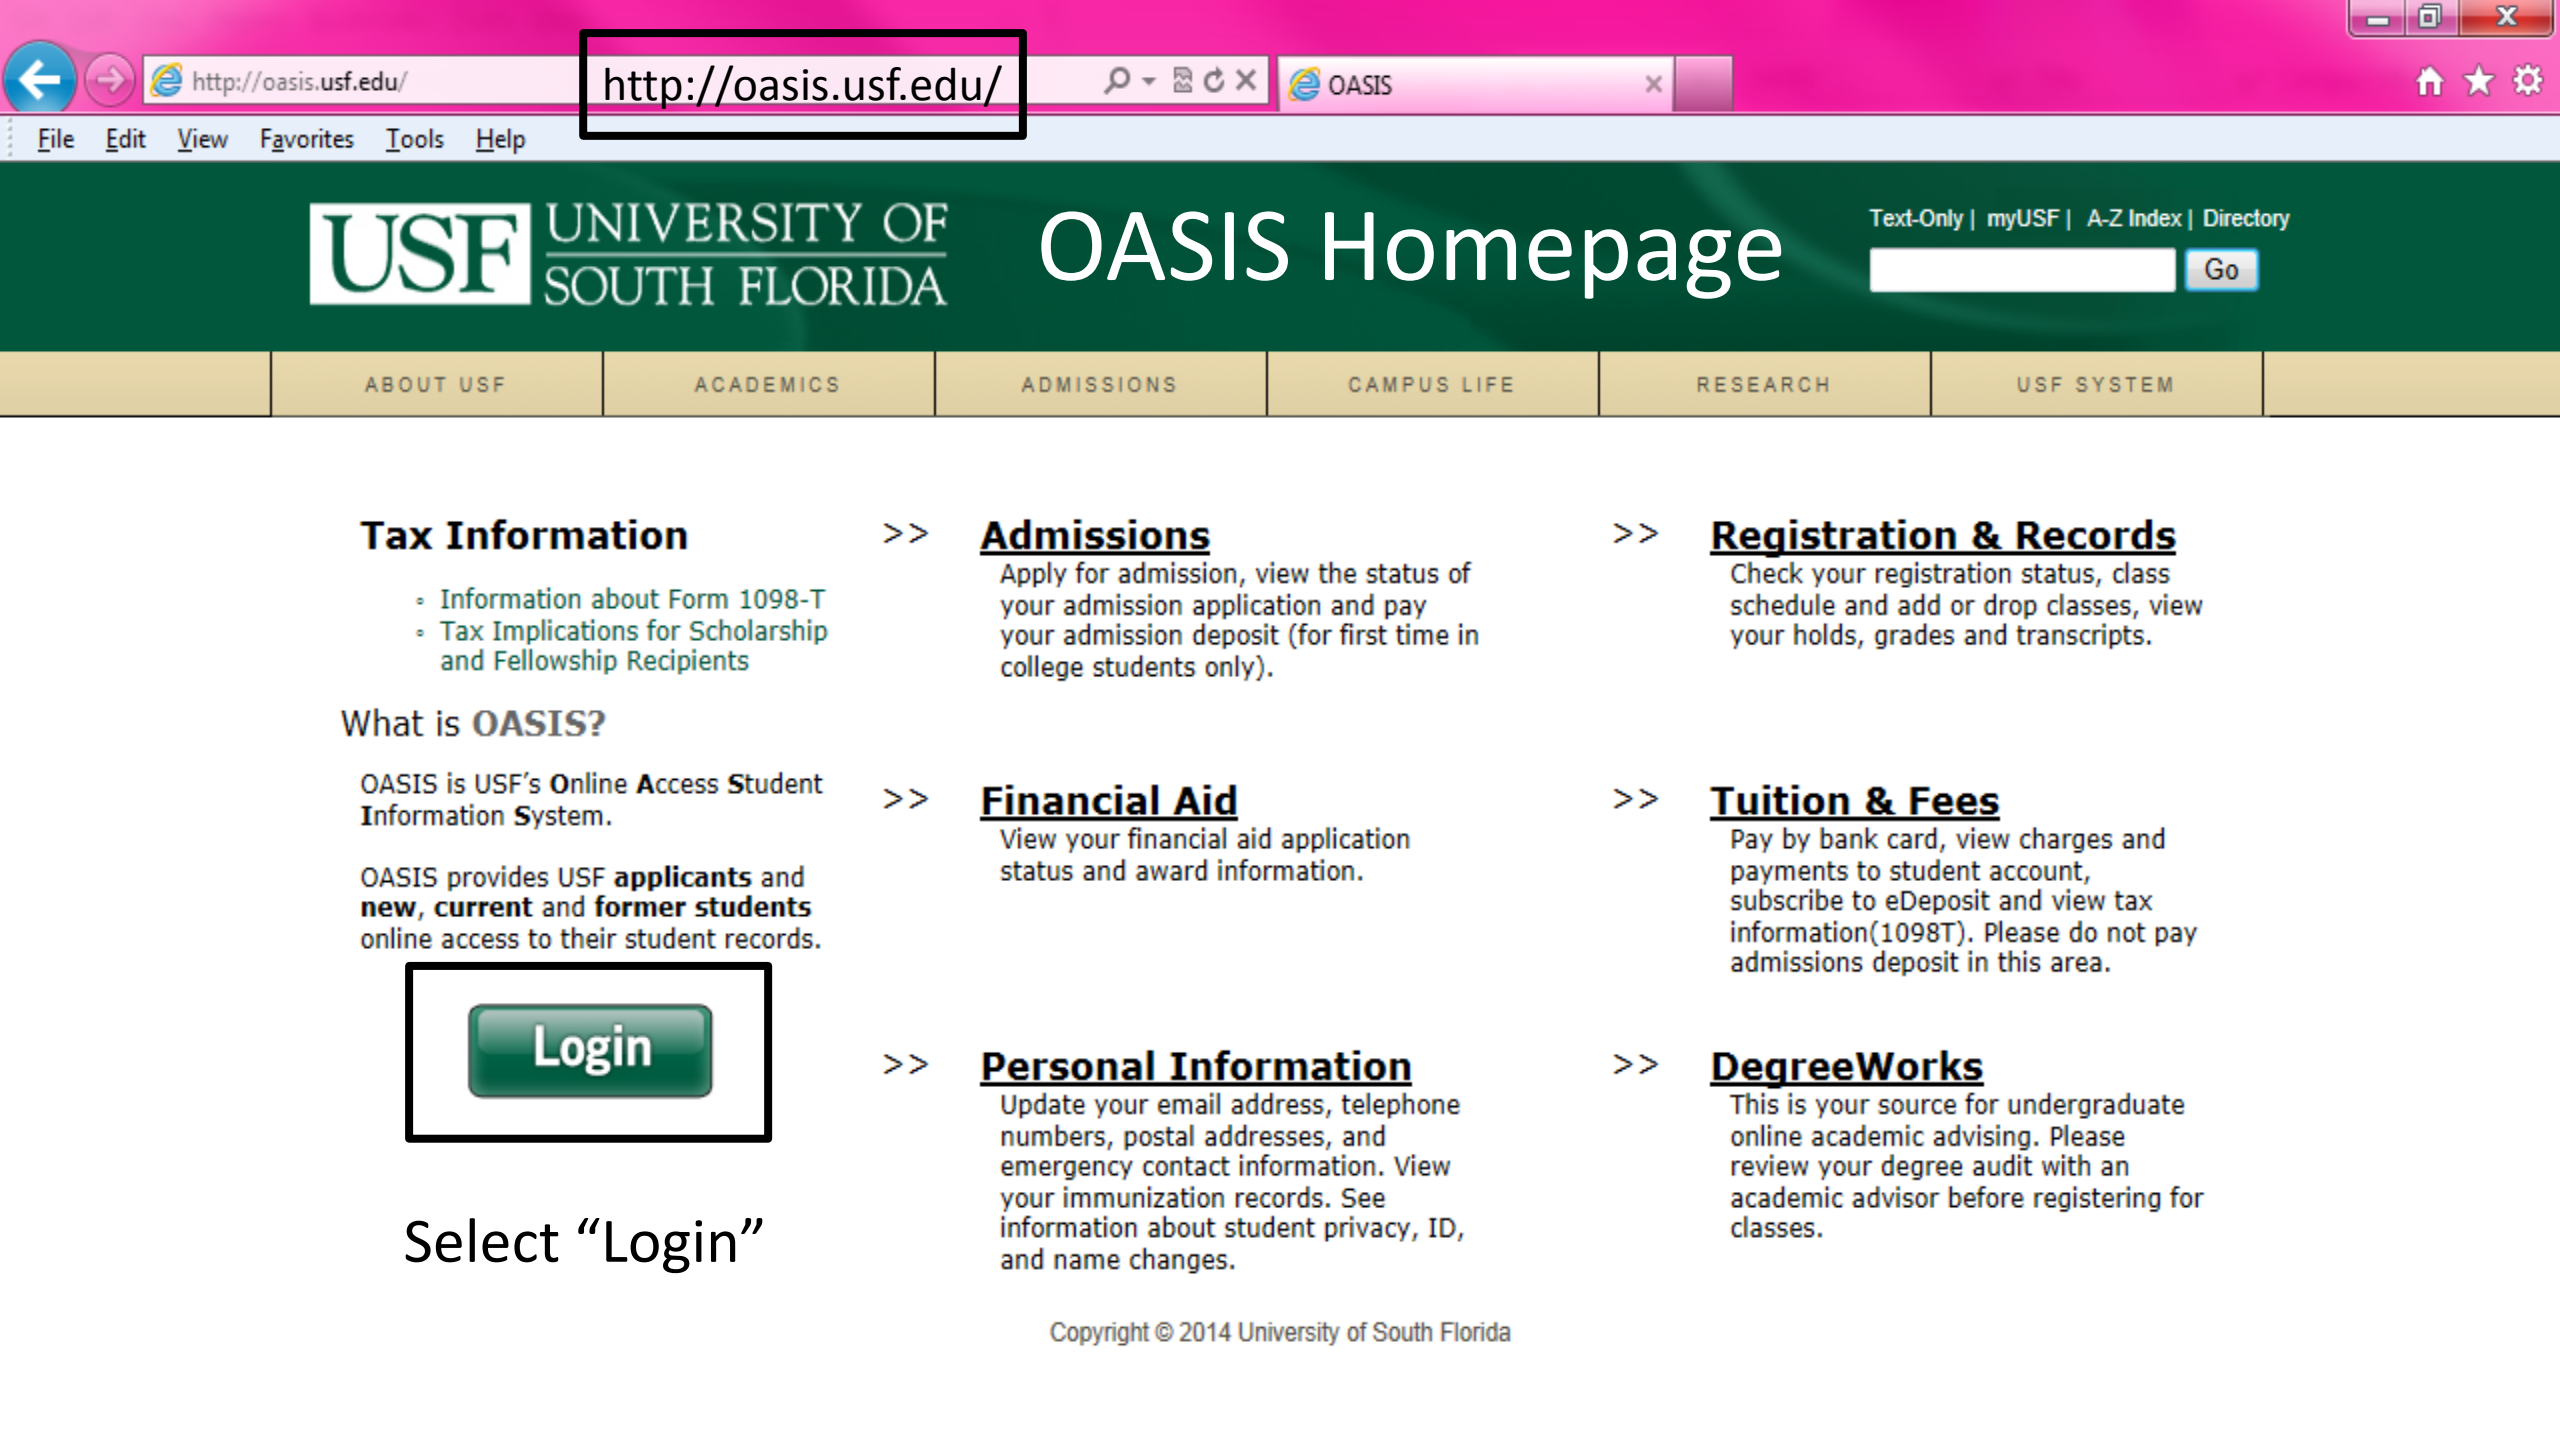 http://oasis.usf.edu/
http://oasis.usf.edu/
OASIS
File Edit View Favorites Tools Help
USF UNIVERSITY OF
SOUTH FLORIDA
OASIS Homepage
Text-Only | myUSF | A-Z Index | Directory
Go
ABOUT USF ACADEMICS ADMISSIONS CAMPUS LIFE RESEARCH USF SYSTEM
Tax Information
◦ Information about Form 1098-T
◦ Tax Implications for Scholarship
and Fellowship Recipients
What is OASIS?
OASIS is USF's Online Access Student
Information System.
OASIS provides USF applicants and
new, current and former students
online access to their student records.
Login
Select “Login”
>> Admissions
Apply for admission, view the status of
your admission application and pay
your admission deposit (for first time in
college students only).
>> Financial Aid
View your financial aid application
status and award information.
>> Personal Information
Update your email address, telephone
numbers, postal addresses, and
emergency contact information. View
your immunization records. See
information about student privacy, ID,
and name changes.
>> Registration & Records
Check your registration status, class
schedule and add or drop classes, view
your holds, grades and transcripts.
>> Tuition & Fees
Pay by bank card, view charges and
payments to student account,
subscribe to eDeposit and view tax
information(1098T). Please do not pay
admissions deposit in this area.
>> DegreeWorks
This is your source for undergraduate
online academic advising. Please
review your degree audit with an
academic advisor before registering for
classes.
Copyright © 2014 University of South Florida